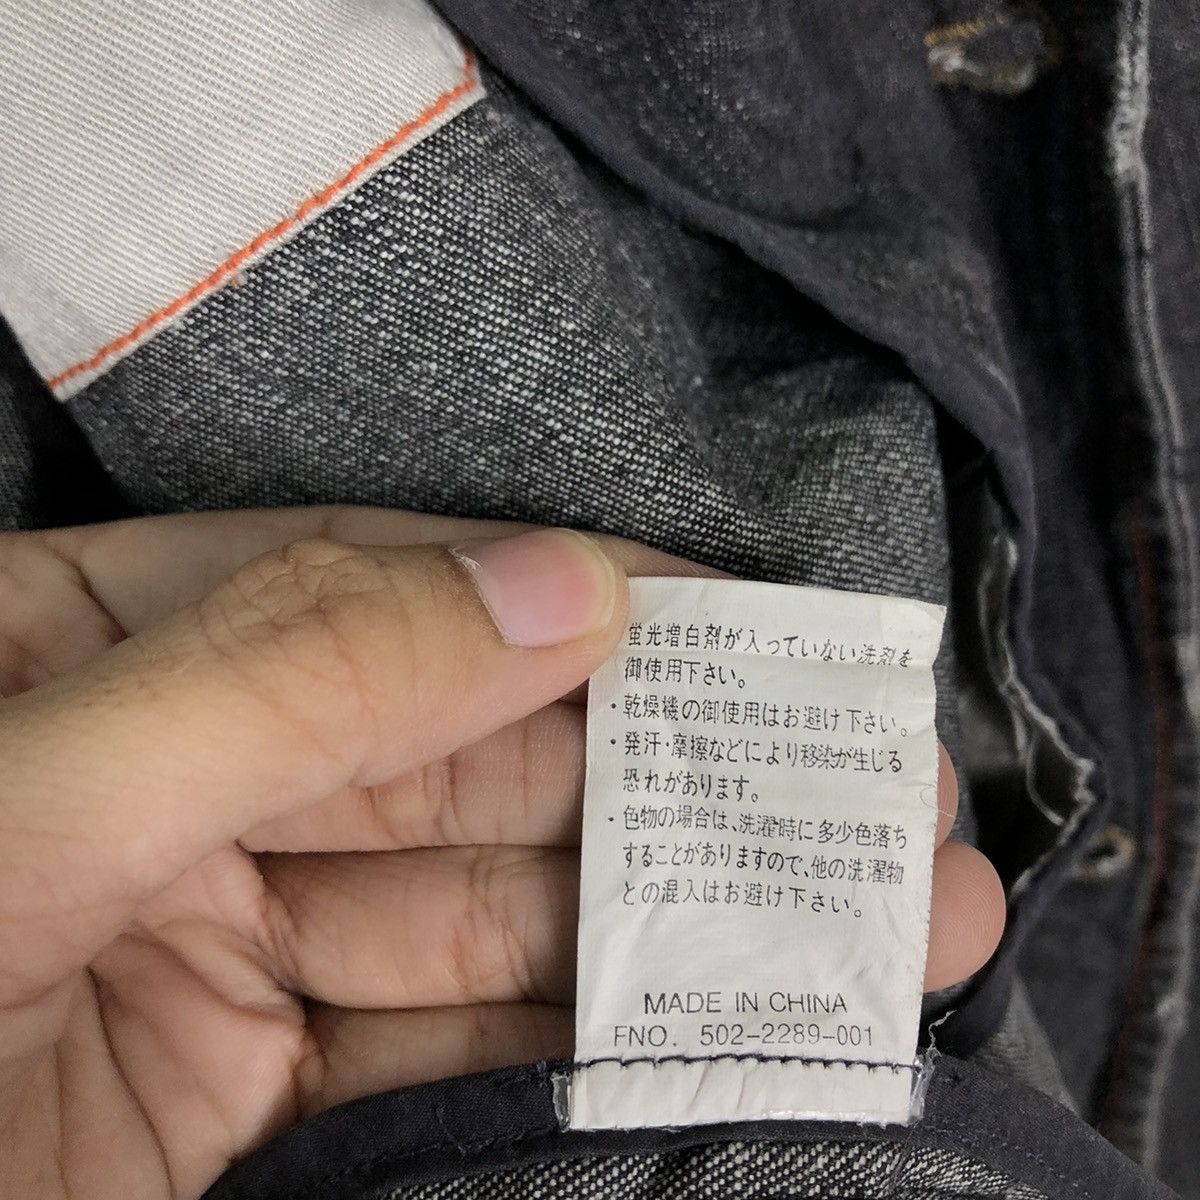 蛍光増白剤が入っていない洗剤を
御使用下さい。
・乾燥機の御使用はお避け下さい。
・発汗・摩擦などにより移染が生じる
恐れがあります。
・色物の場合は、洗濯時に多少色落ち
することがありますので、他の洗濯物
との混入はお避け下さい。
MADE IN CHINA
FNO. 502-2289-001